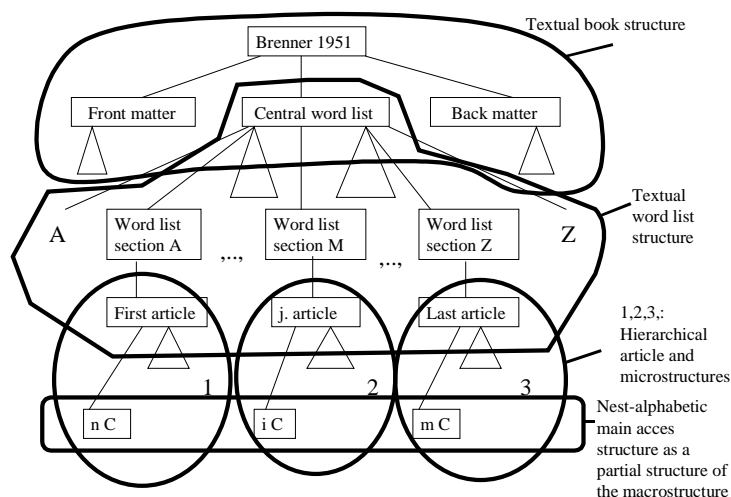 Textual book structure
Brenner 1951
Front matter
Central word list
Back matter
Textual
word list
structure
A
Word list
section A
,..,
Word list
section M
,..,
Word list
section Z
Z
First article
j. article
Last article
1,2,3,:
Hierarchical
article and
microstructures
1
2
3
n C
i C
m C
Nest-alphabetic
main acces
structure as a
partial structure of
the macrostructure